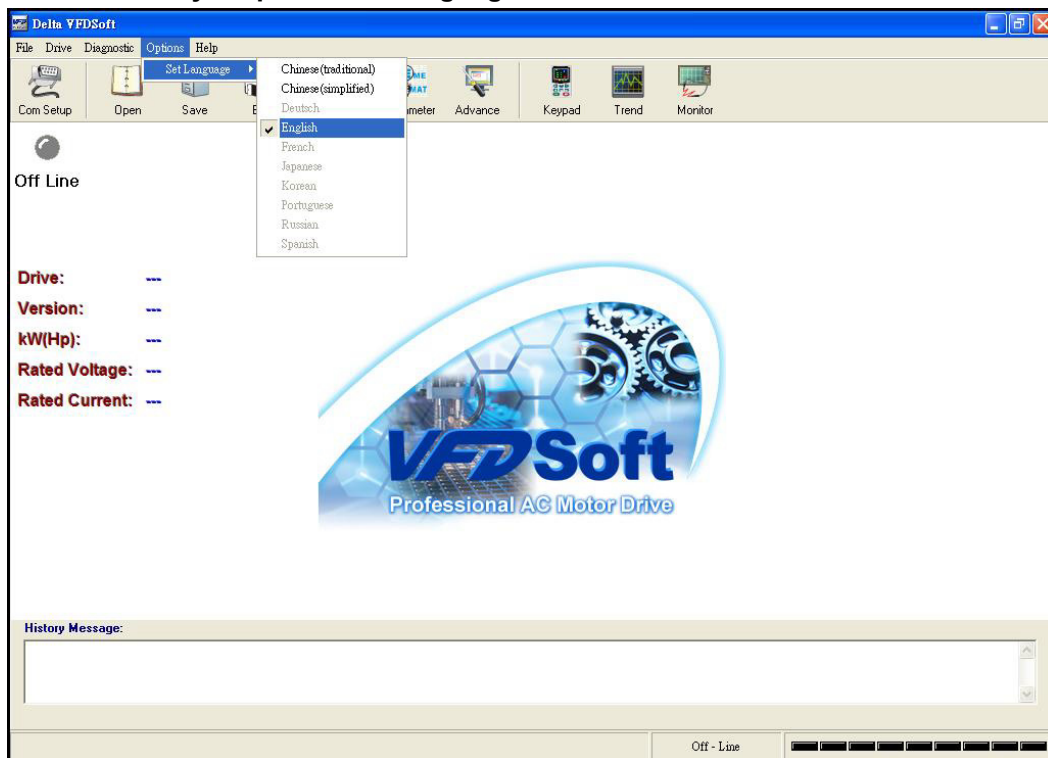 Delta VFDSoft
File Drive Diagnostic Options Help
Set Language
Chinese(traditional)
Chinese(simplified)
Deutsch
English
French
Japanese
Korean
Portuguese
Russian
Spanish
Com Setup Open Save Advance Keypad Trend Monitor
Off Line
Drive: ---
Version: ---
kW(Hp): ---
Rated Voltage: ---
Rated Current: ---
VFDSoft
Professional AC Motor Drive
History Message:
Off - Line